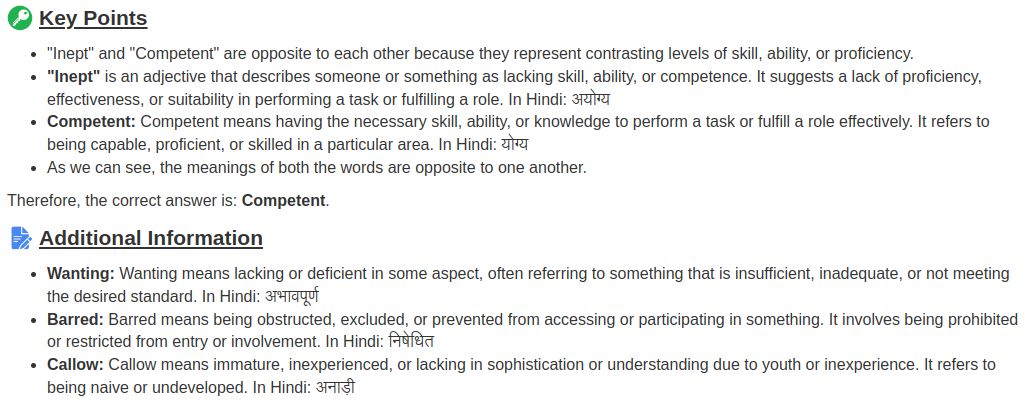 Key Points
"Inept" and "Competent" are opposite to each other because they represent contrasting levels of skill, ability, or proficiency.
"Inept" is an adjective that describes someone or something as lacking skill, ability, or competence. It suggests a lack of proficiency,
effectiveness, or suitability in performing a task or fulfilling a role. In Hindi: अयोग्य
Competent: Competent means having the necessary skill, ability, or knowledge to perform a task or fulfill a role effectively. It refers to
being capable, proficient, or skilled in a particular area. In Hindi: योग्य
As we can see, the meanings of both the words are opposite to one another.
Therefore, the correct answer is: Competent.
Additional Information
Wanting: Wanting means lacking or deficient in some aspect, often referring to something that is insufficient, inadequate, or not meeting
the desired standard. In Hindi: अभावपूर्ण
Barred: Barred means being obstructed, excluded, or prevented from accessing or participating in something. It involves being prohibited
or restricted from entry or involvement. In Hindi: निषेधित
Callow: Callow means immature, inexperienced, or lacking in sophistication or understanding due to youth or inexperience. It refers to
being naive or undeveloped. In Hindi: अनाड़ी